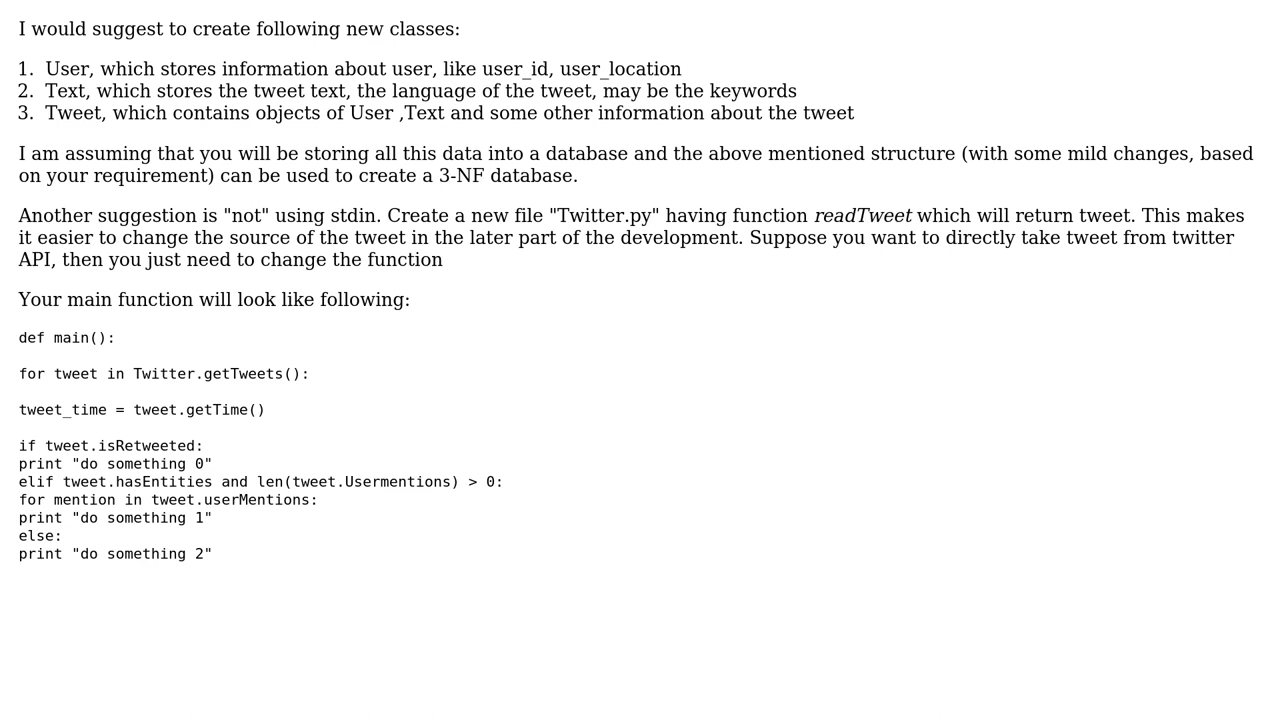 I would suggest to create following new classes:
1. User, which stores information about user, like user_id, user_location
2. Text, which stores the tweet text, the language of the tweet, may be the keywords
3. Tweet, which contains objects of User ,Text and some other information about the tweet
I am assuming that you will be storing all this data into a database and the above mentioned structure (with some mild changes, based
on your requirement) can be used to create a 3-NF database.
Another suggestion is "not" using stdin. Create a new file "Twitter.py" having function readTweet which will return tweet. This makes
it easier to change the source of the tweet in the later part of the development. Suppose you want to directly take tweet from twitter
API, then you just need to change the function
Your main function will look like following:
def main():
for tweet in Twitter.getTweets():
tweet_time = tweet.getTime()
if tweet.isRetweeted:
print "do something 0"
elif tweet.hasEntities and len(tweet.Usermentions) > 0:
for mention in tweet.userMentions:
print "do something 1"
else:
print "do something 2"